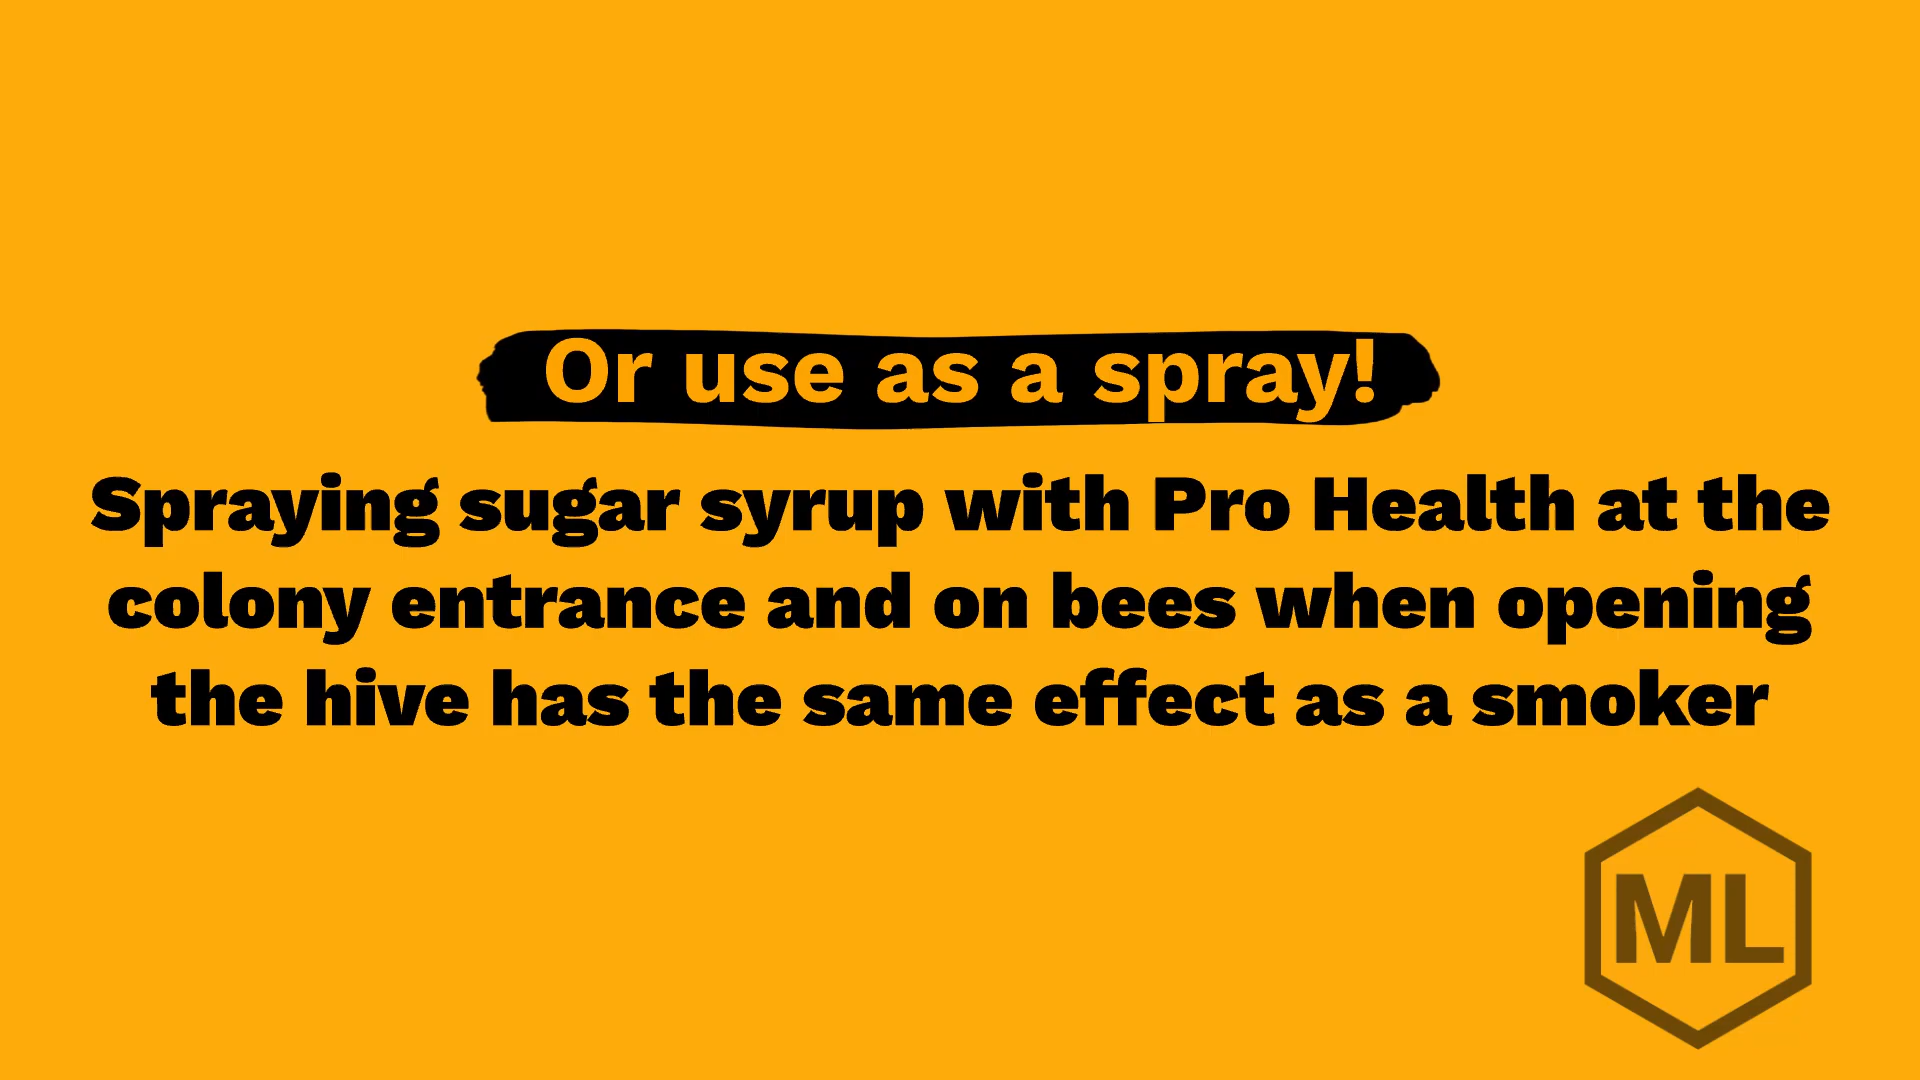 Or use as a spray!
Spraying sugar syrup with Pro Health at the
colony entrance and on bees when opening
the hive has the same effect as a smoker
ML